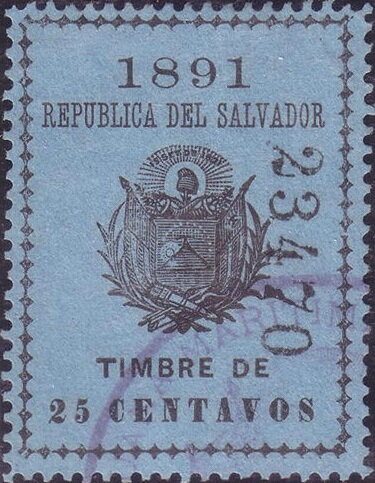 1891
REPUBLICA DEL SALVADOR
23470
TIMBRE DE
25 CENTAVOS